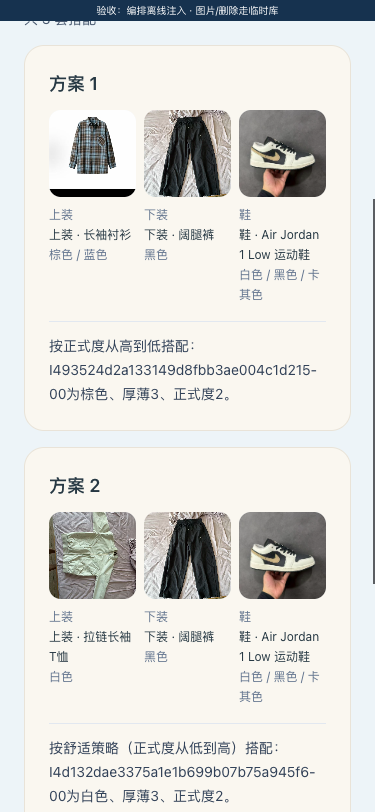 验收：编排离线注入 · 图片/删除走临时库
方案 1
上装
上装 · 长袖衬衫
棕色 / 蓝色
下装
下装 · 阔腿裤
黑色
鞋
鞋 · Air Jordan
1 Low 运动鞋
白色 / 黑色 / 卡
其色
按正式度从高到低搭配：
I493524d2a133149d8fbb3ae004c1d215-
00为棕色、厚薄3、正式度2。
方案 2
上装
上装 · 拉链长袖
T恤
白色
下装
下装 · 阔腿裤
黑色
鞋
鞋 · Air Jordan
1 Low 运动鞋
白色 / 黑色 / 卡
其色
按舒适策略（正式度从低到高）搭配：
I4d132dae3375a1e1b699b07b75a945f6-
00为白色、厚薄3、正式度2。